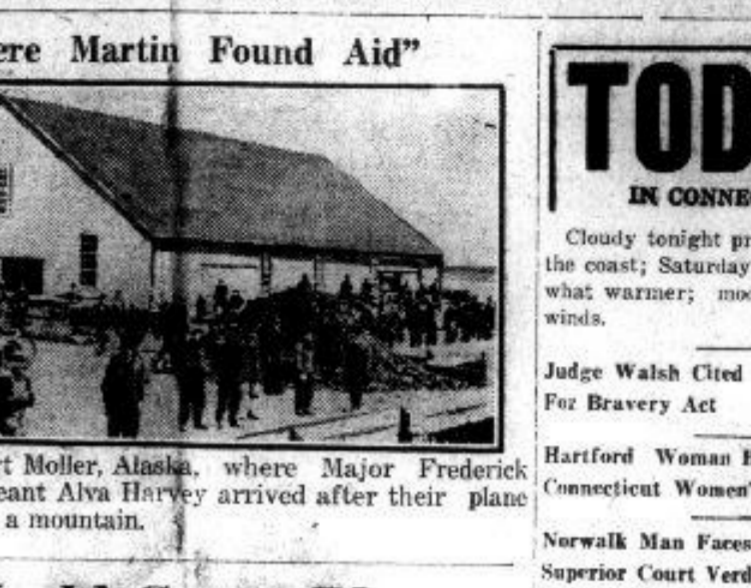 ere Martin Found Aid”
rt Moller, Alaska, where Major Frederick
eant Alva Harvey arrived after their plane
a mountain.
TOD
IN CONNE
Cloudy tonight pr
the coast; Saturday
what warmer; mod
winds.
Judge Walsh Cited
For Bravery Act
Hartford Woman
Connecticut Women'
Norwalk Man Faces
Superior Court Verd